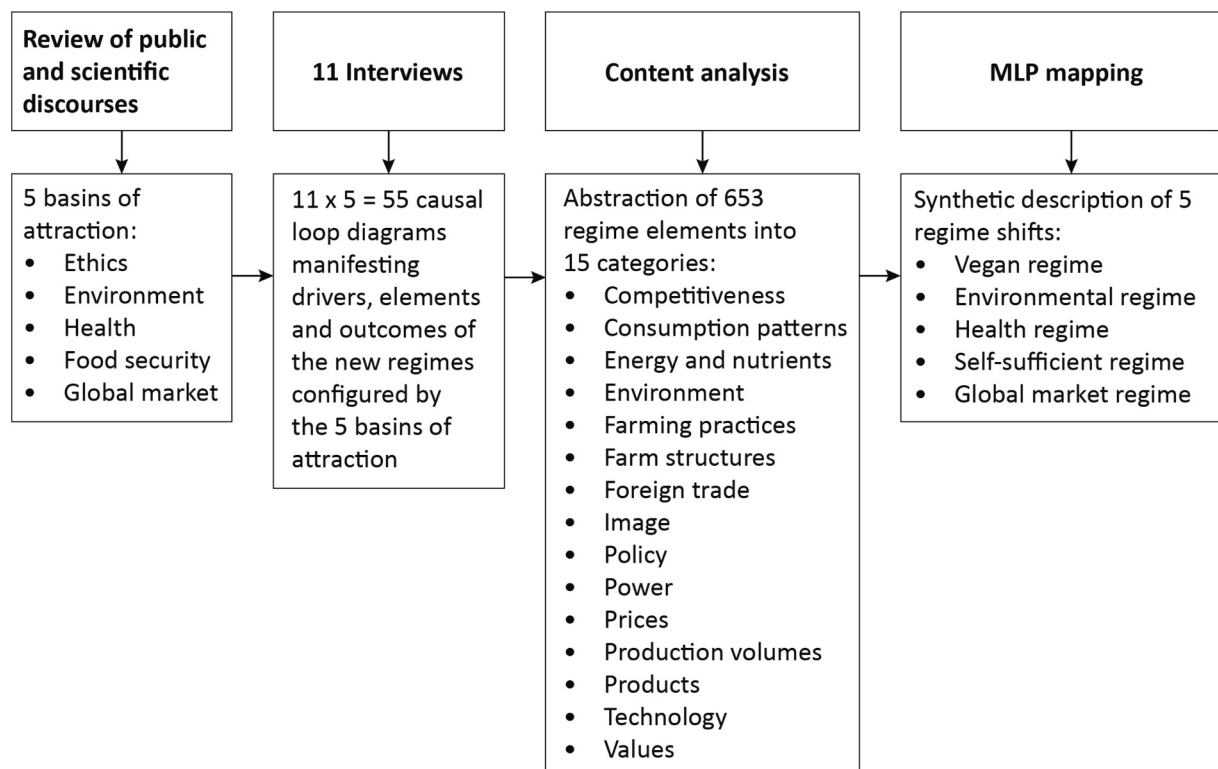 Review of public
and scientific
discourses
11 Interviews
Content analysis
MLP mapping
5 basins of
attraction:
• Ethics
• Environment
• Health
• Food security
• Global market
11 x 5 = 55 causal
loop diagrams
manifesting
drivers, elements
and outcomes of
the new regimes
configured by
the 5 basins of
attraction
Abstraction of 653
regime elements into
15 categories:
• Competitiveness
• Consumption patterns
• Energy and nutrients
• Environment
• Farming practices
• Farm structures
• Foreign trade
• Image
• Policy
• Power
• Prices
• Production volumes
• Products
• Technology
• Values
Synthetic description of 5
regime shifts:
• Vegan regime
• Environmental regime
• Health regime
• Self-sufficient regime
• Global market regime